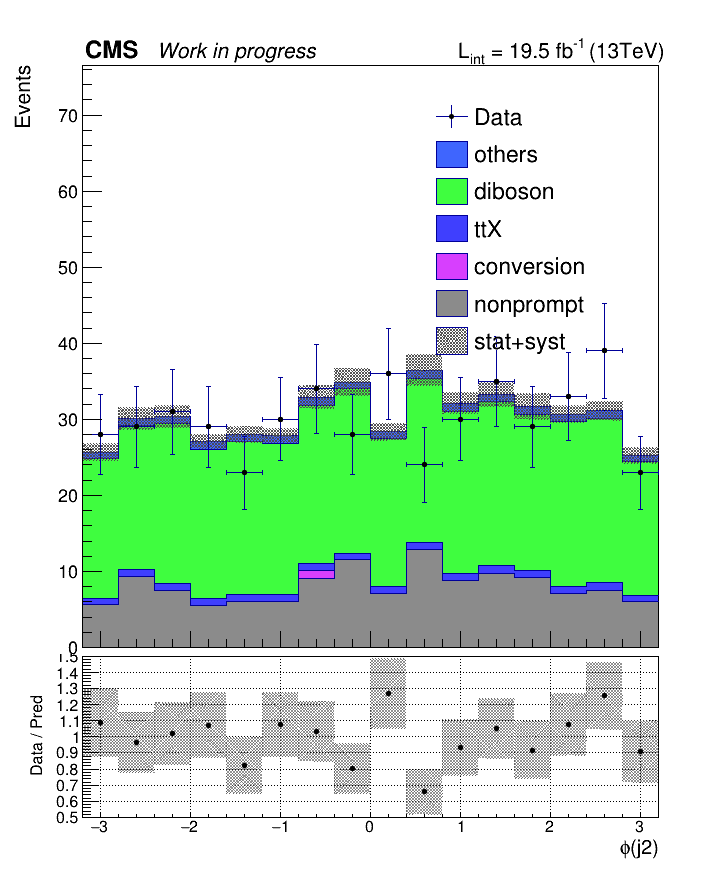 CMS Work in progress L_int = 19.5 fb^-1 (13TeV)
Events
70
60
50
40
30
20
10
0
Data
others
diboson
ttX
conversion
nonprompt
stat+syst
Data / Pred
1.5
1.4
1.3
1.2
1.1
1
0.9
0.8
0.7
0.6
0.5
−3 −2 −1 0 1 2 3
ϕ(j2)